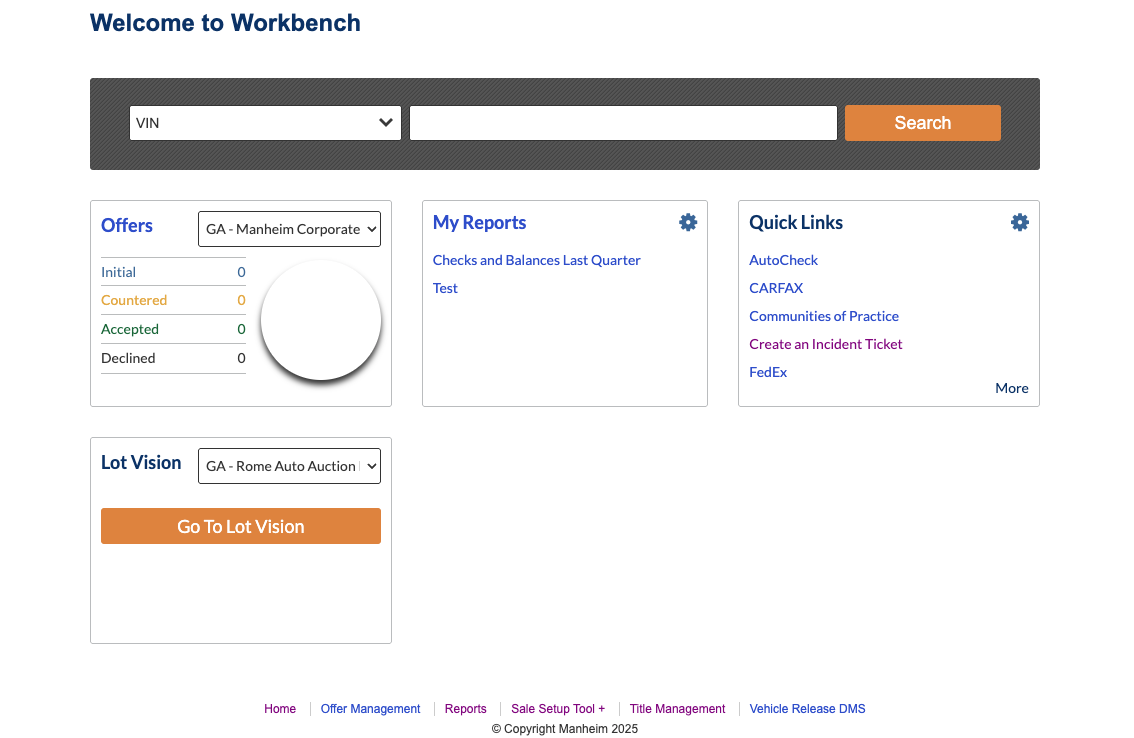 Welcome to Workbench
VIN
Search
Offers
GA - Manheim Corporate
Initial 0
Countered 0
Accepted 0
Declined 0
My Reports
Checks and Balances Last Quarter
Test
Quick Links
AutoCheck
CARFAX
Communities of Practice
Create an Incident Ticket
FedEx
More
Lot Vision
GA - Rome Auto Auction
Go To Lot Vision
Home Offer Management Reports Sale Setup Tool + Title Management Vehicle Release DMS
© Copyright Manheim 2025